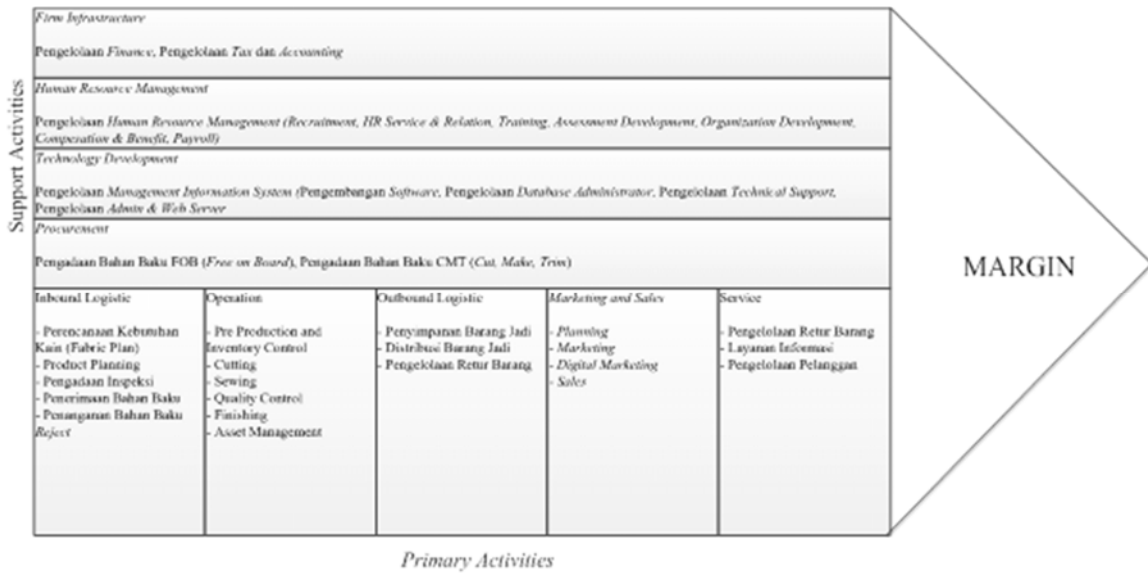 Firm Infrastructure
Pengelolaan Finance, Pengelolaan Tax dan Accounting
Human Resource Management
Pengelolaan Human Resource Management (Recruitment, HR Service & Relation, Training, Assessment Development, Organization Development,
Compesation & Benefit, Payroll)
Technology Development
Pengelolaan Management Information System (Pengembangan Software, Pengelolaan Database Administrator, Pengelolaan Technical Support,
Pengelolaan Admin & Web Server
Procurement
Pengadaan Bahan Baku FOB (Free on Board), Pengadaan Bahan Baku CMT (Cut, Make, Trim)
Support Activities
Inbound Logistic
- Perencanaan Kebutuhan
Kain (Fabric Plan)
- Product Planning
- Pengadaan Inspeksi
- Penerimaan Bahan Baku
- Penanganan Bahan Baku
Reject
Operation
- Pre Production and
Inventory Control
- Cutting
- Sewing
- Quality Control
- Finishing
- Asset Management
Outbound Logistic
- Penyimpanan Barang Jadi
- Distribusi Barang Jadi
- Pengelolaan Retur Barang
Marketing and Sales
- Planning
- Marketing
- Digital Marketing
- Sales
Service
- Pengelolaan Retur Barang
- Layanan Informasi
- Pengelolaan Pelanggan
MARGIN
Primary Activities